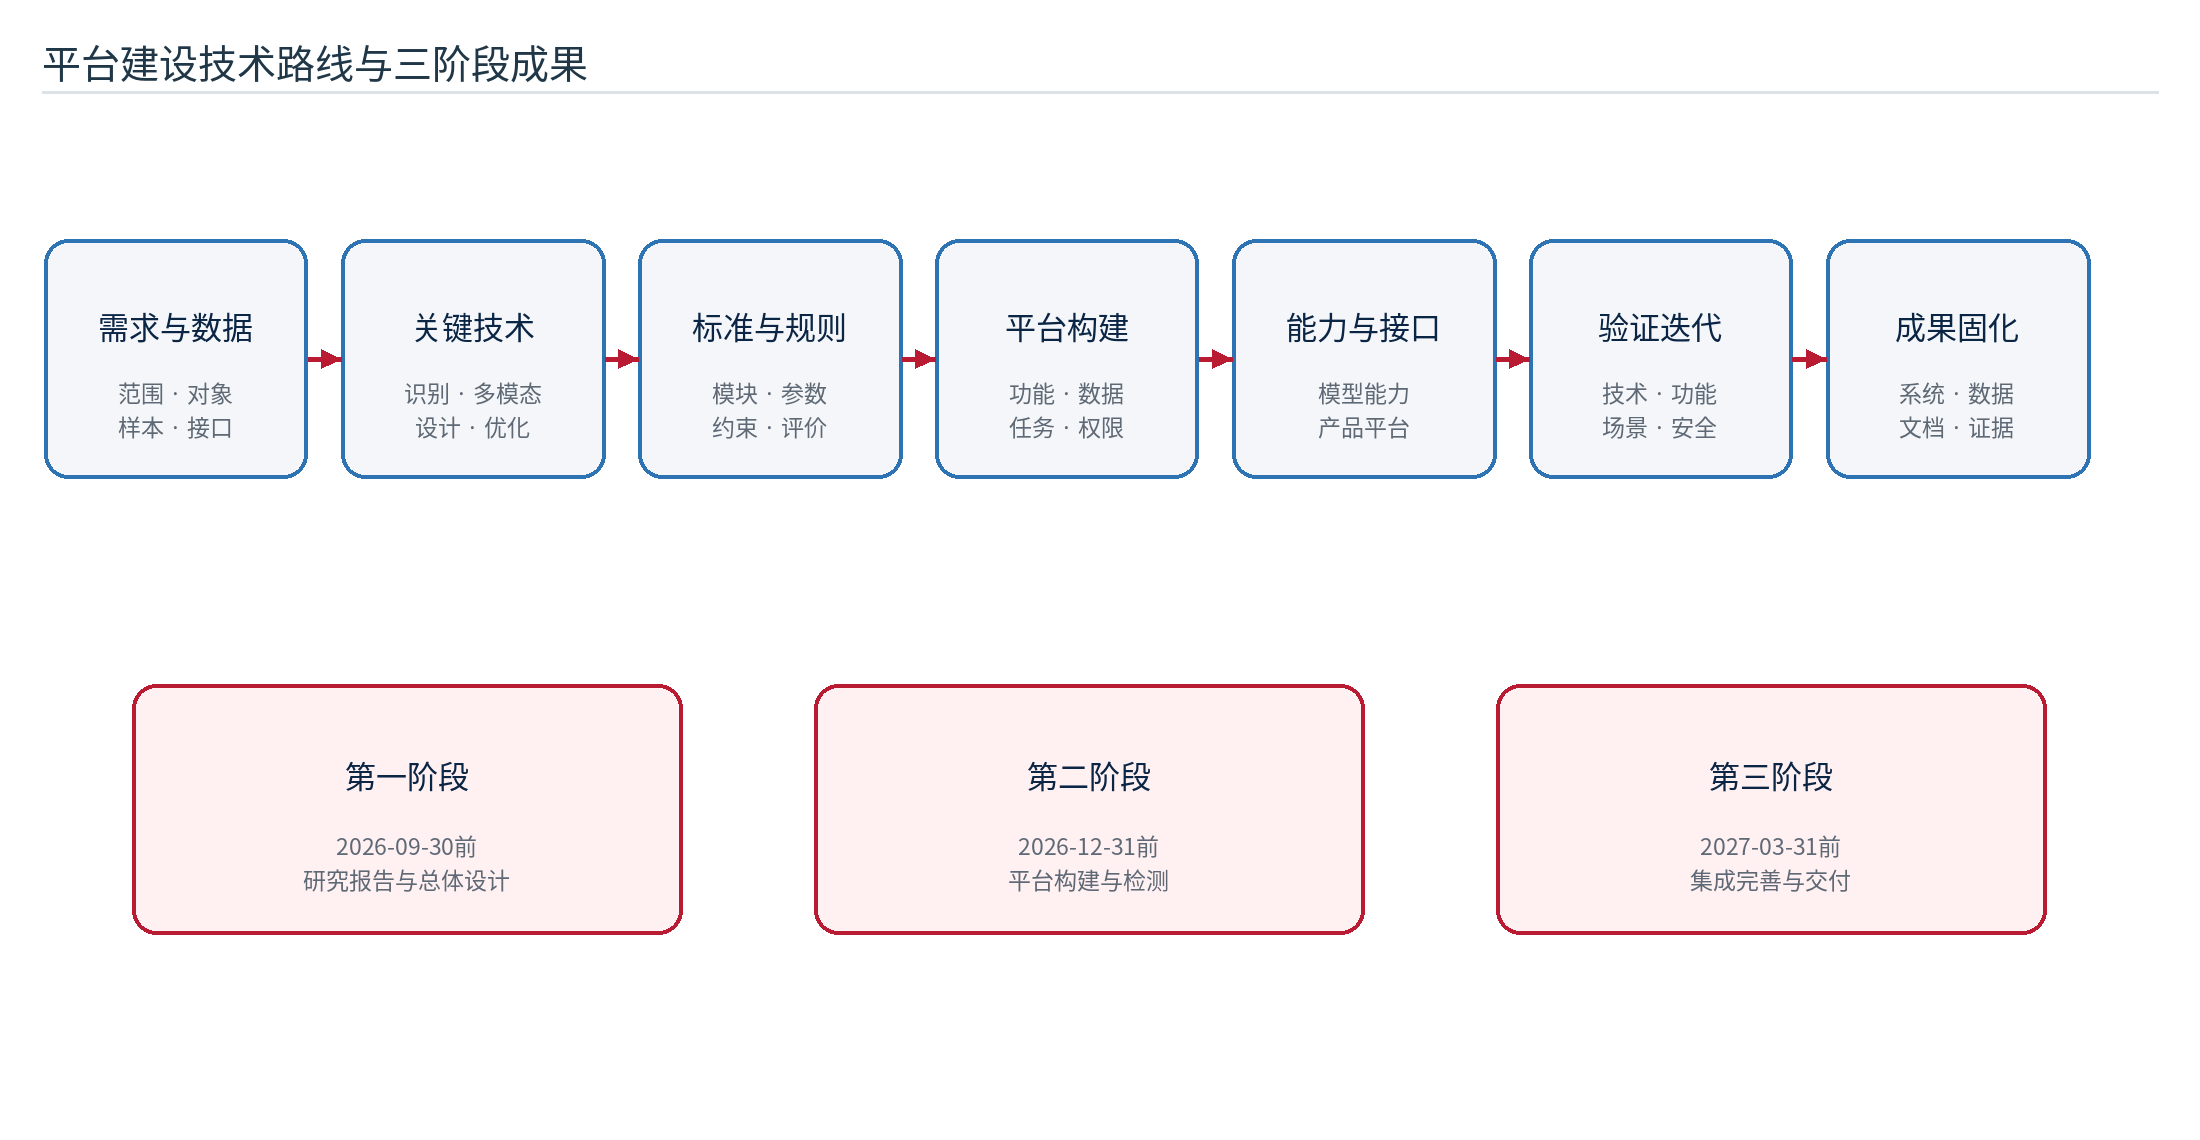 平台建设技术路线与三阶段成果
需求与数据
范围 · 对象
样本 · 接口
关键技术
识别 · 多模态
设计 · 优化
标准与规则
模块 · 参数
约束 · 评价
平台构建
功能 · 数据
任务 · 权限
能力与接口
模型能力
产品平台
验证迭代
技术 · 功能
场景 · 安全
成果固化
系统 · 数据
文档 · 证据
第一阶段
2026-09-30前
研究报告与总体设计
第二阶段
2026-12-31前
平台构建与检测
第三阶段
2027-03-31前
集成完善与交付